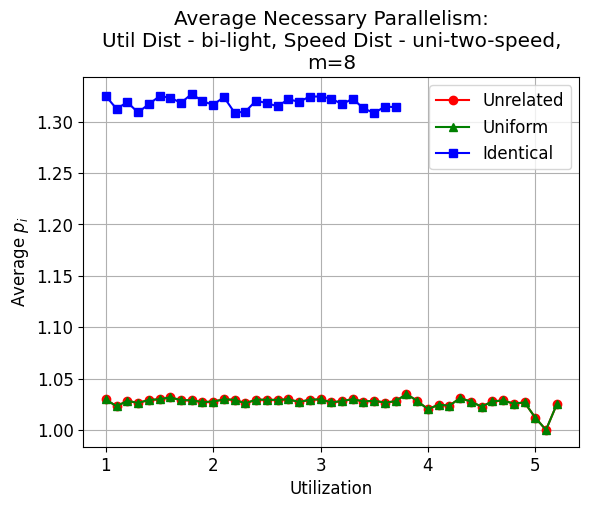 Average Necessary Parallelism:
Util Dist - bi-light, Speed Dist - uni-two-speed,
m=8
Unrelated
Uniform
Identical
1.30
1.25
1.20
1.15
1.10
1.05
1.00
Average pᵢ
1 2 3 4 5
Utilization